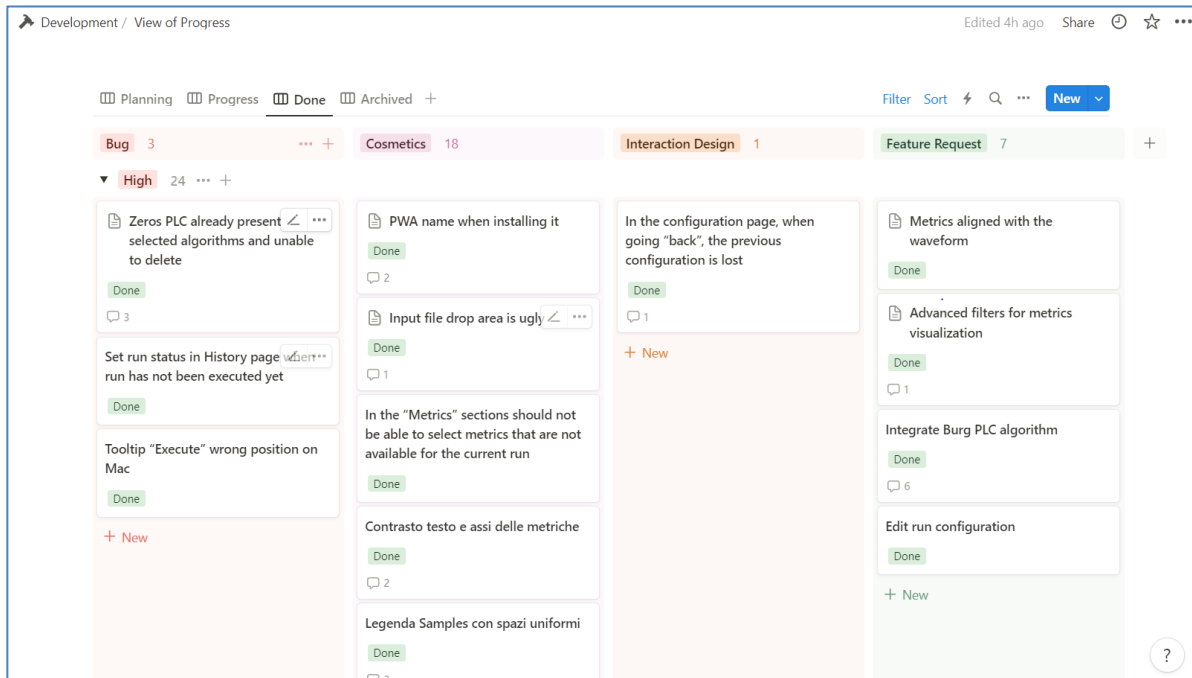 Development / View of Progress
Edited 4h ago Share
Planning Progress Done Archived +
Filter Sort New
Bug 3
Cosmetics 18
Interaction Design 1
Feature Request 7
High 24
Zeros PLC already present
selected algorithms and unable
to delete
Done
3
Set run status in History page when
run has not been executed yet
Done
Tooltip “Execute” wrong position on
Mac
Done
+ New
PWA name when installing it
Done
2
Input file drop area is ugly
Done
1
In the “Metrics” sections should not
be able to select metrics that are not
available for the current run
Done
Contrasto testo e assi delle metriche
Done
2
Legenda Samples con spazi uniformi
Done
In the configuration page, when
going “back”, the previous
configuration is lost
Done
1
+ New
Metrics aligned with the
waveform
Done
Advanced filters for metrics
visualization
Done
1
Integrate Burg PLC algorithm
Done
6
Edit run configuration
Done
+ New
?